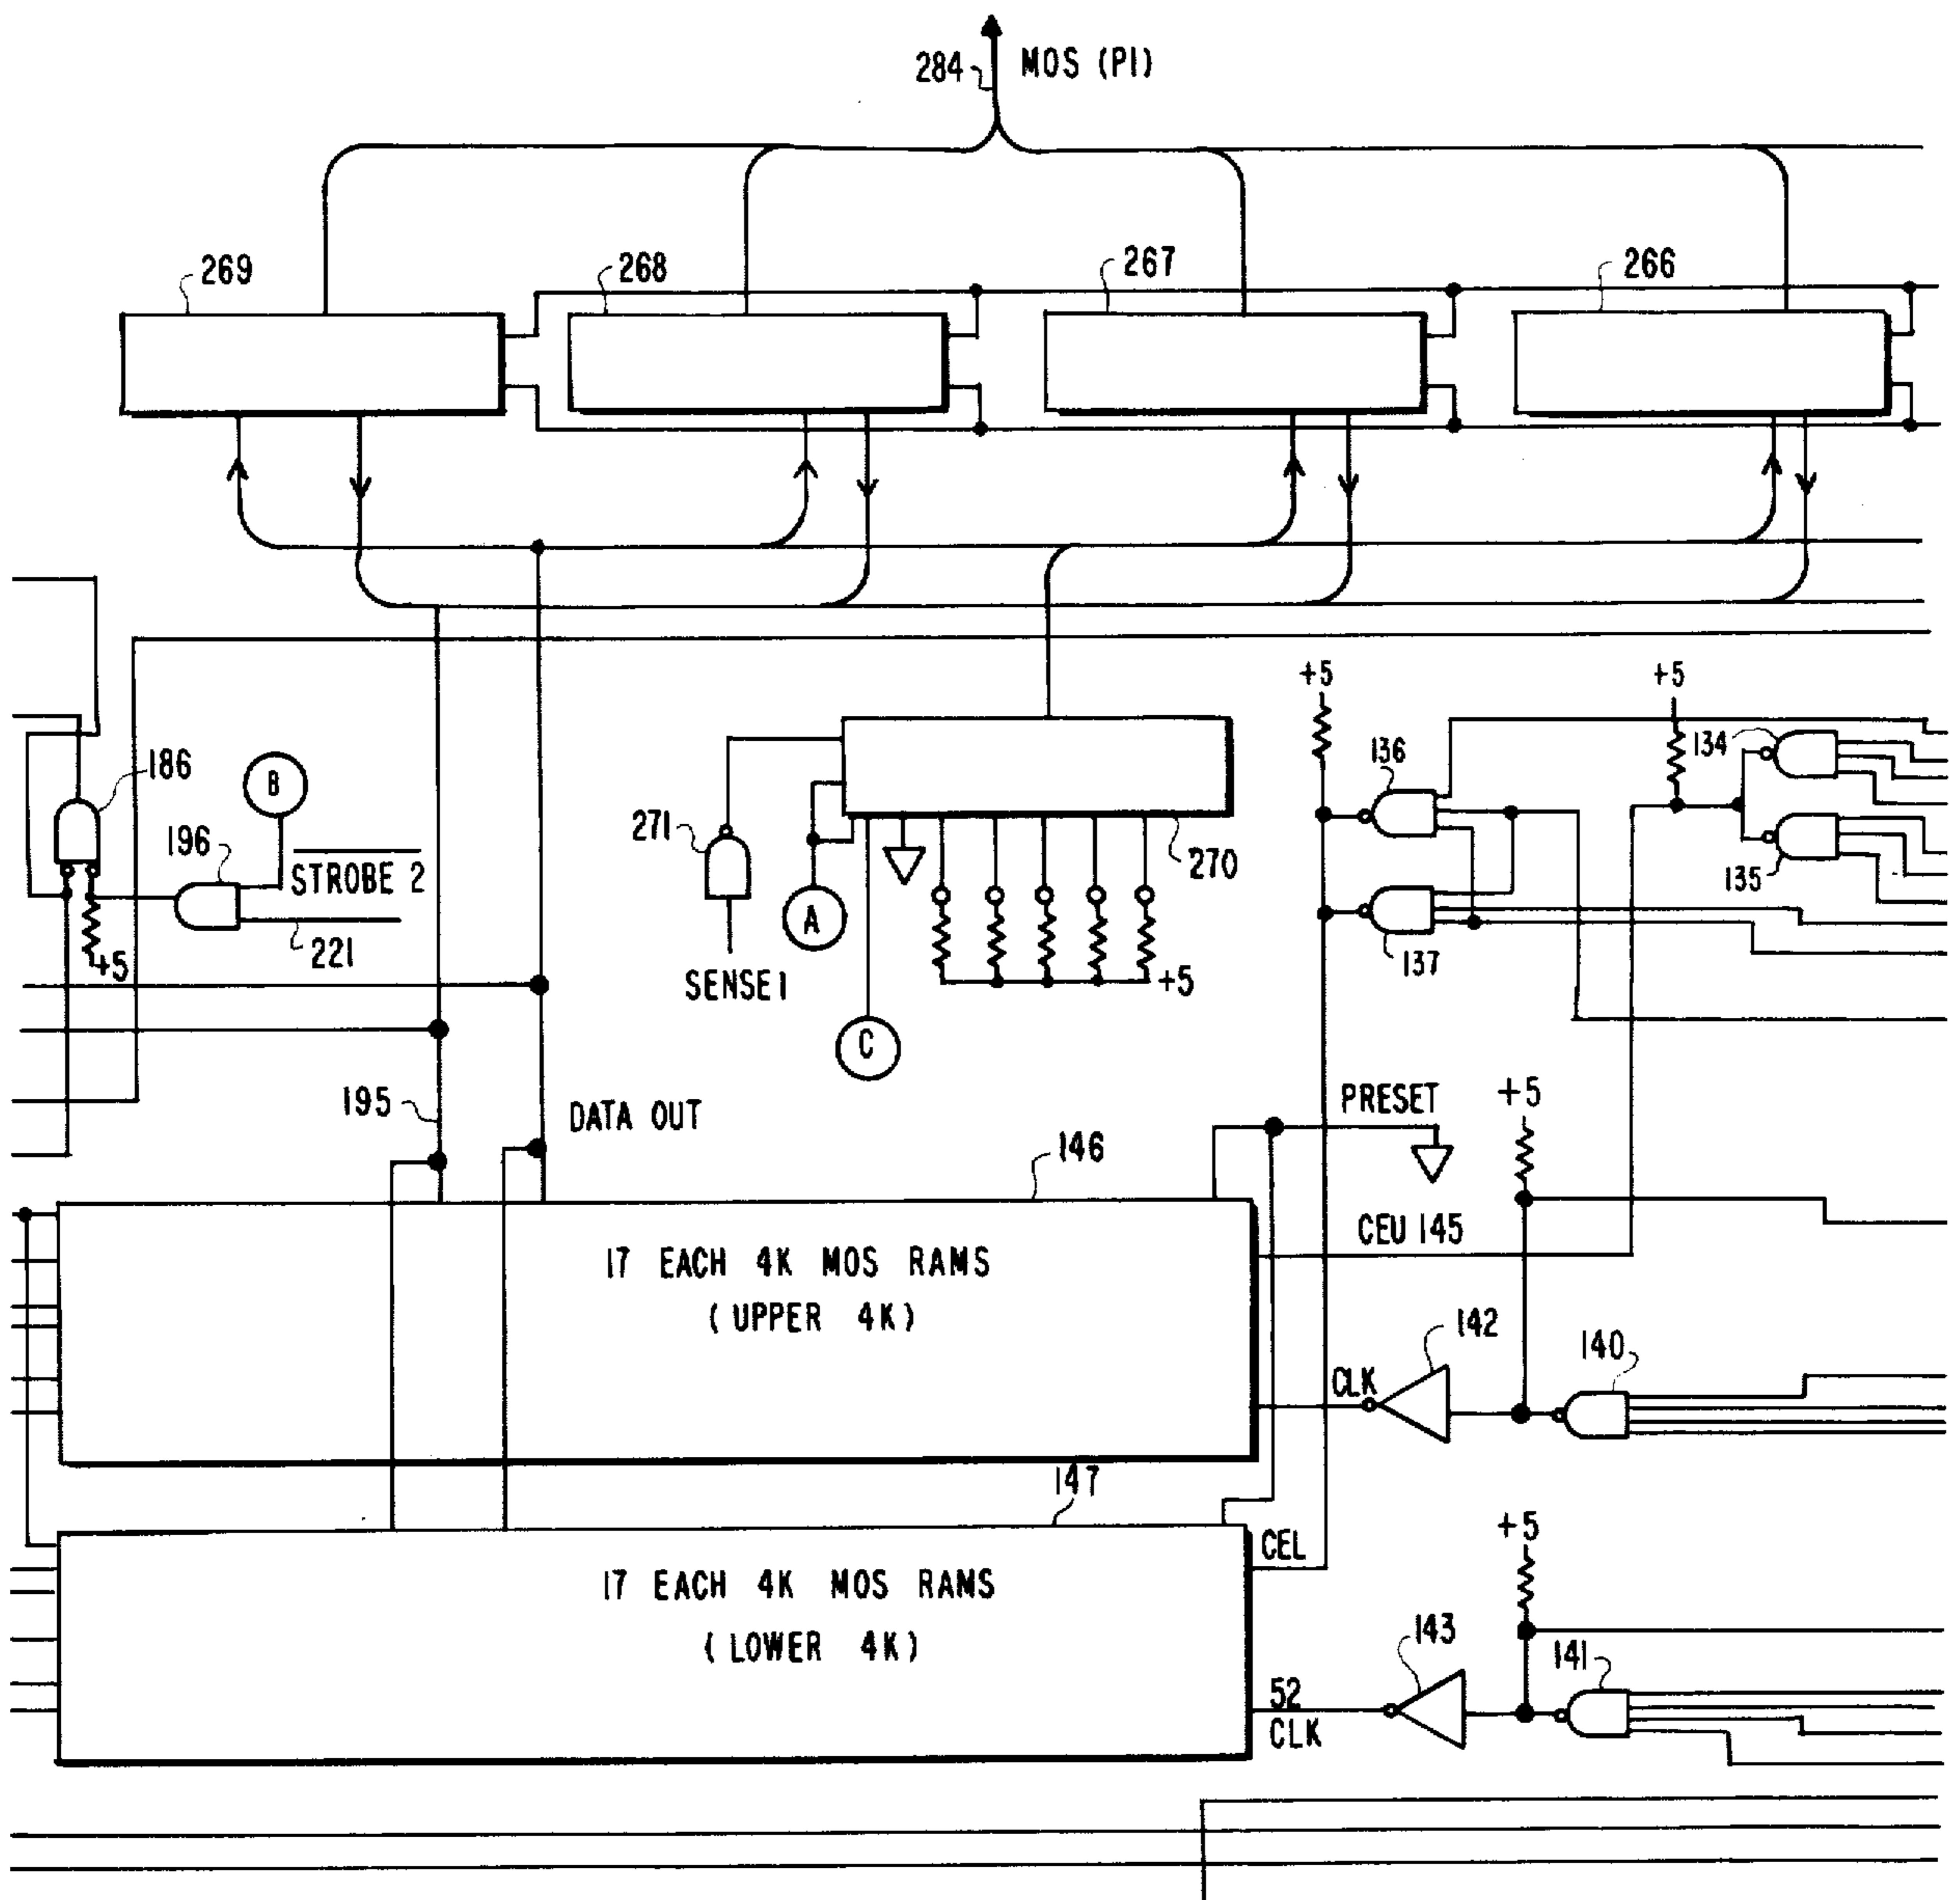 284 MOS (PI)
269
268
267
266
+5
+5
186
B
136
134
196
271
STROBE 2
270
135
A
221
137
+5
SENSE 1
+5
C
195
DATA OUT
PRESET
+5
146
CEU 145
17 EACH 4K MOS RAMS
(UPPER 4K)
142
140
CLK
147
CEL
+5
17 EACH 4K MOS RAMS
(LOWER 4K)
143
141
52
CLK